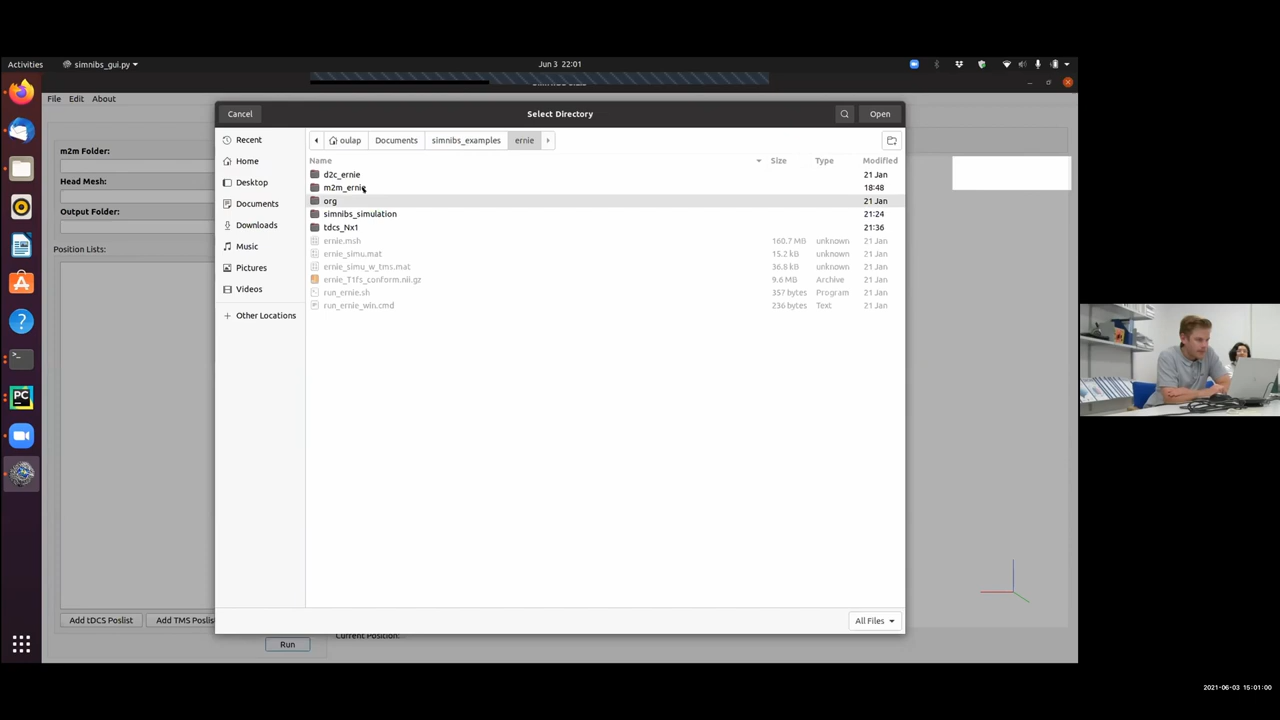 Activities simnibs_gui.py Jun 3 22:01
File Edit About
Cancel Select Directory Open
Recent
Home
Desktop
Documents
Downloads
Music
Pictures
Videos
Other Locations
oulap Documents simnibs_examples ernie
Name Size Type Modified
d2c_ernie 21 Jan
m2m_ernie 18:48
org 21 Jan
simnibs_simulation 21:24
tdcs_Nx1 21:36
ernie.msh 160.7 MB unknown 21 Jan
ernie_simu.mat 15.2 kB unknown 21 Jan
ernie_simu_w_tms.mat 36.8 kB unknown 21 Jan
ernie_T1fs_conform.nii.gz 9.6 MB Archive 21 Jan
run_ernie.sh 357 bytes Program 21 Jan
run_ernie_win.cmd 236 bytes Text 21 Jan
All Files
m2m Folder:
Head Mesh:
Output Folder:
Position Lists:
Add tDCS Poslist Add TMS Poslis
Current Position:
Run
PC
2021-06-03 15:01:00